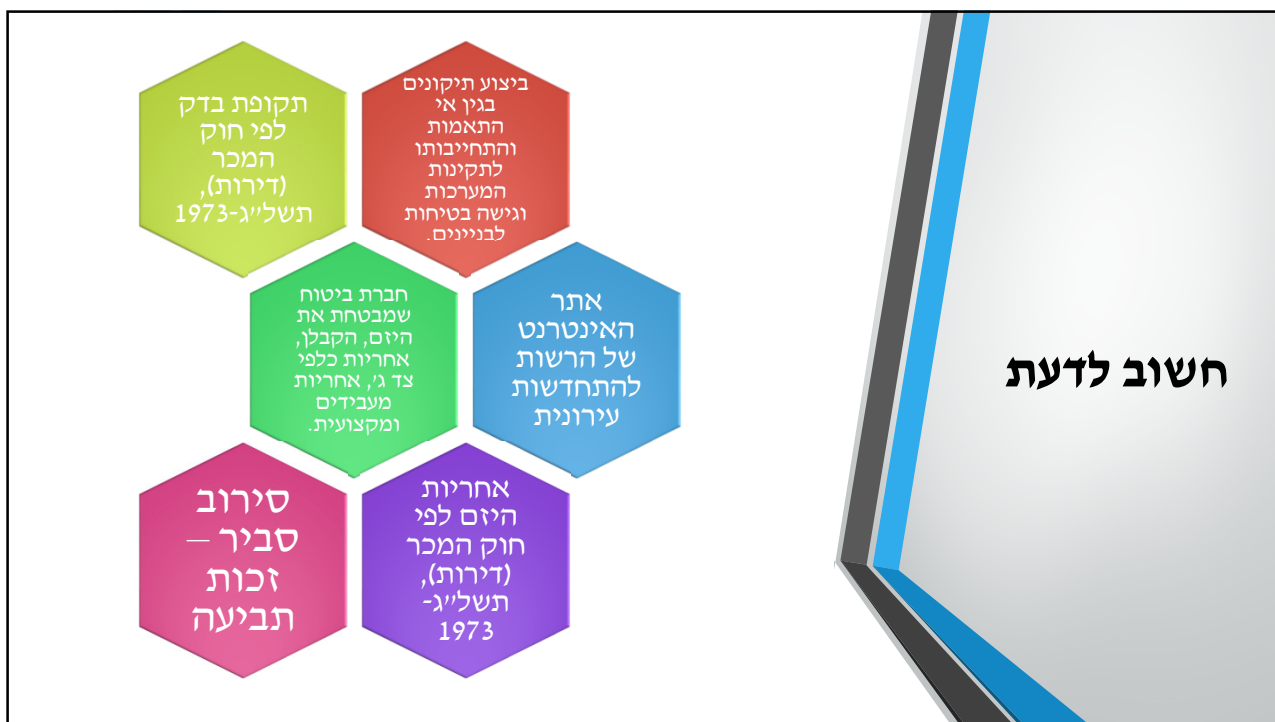 חשוב לדעת
ביצוע תיקונים
בגין אי
התאמות
והתחייבותו
לתקינות
המערכות
וגישה בטיחות
לבניינים.
תקופת בדק
לפי חוק
המכר
(דירות),
תשל״ג-1973
אתר
האינטרנט
של הרשות
להתחדשות
עירונית
חברת ביטוח
שמבטחת את
היזם, הקבלן,
אחריות כלפי
צד ג׳, אחריות
מעבידים
ומקצועית.
אחריות
היזם לפי
חוק המכר
(דירות),
תשל״ג-
1973
סירוב
סביר –
זכות
תביעה